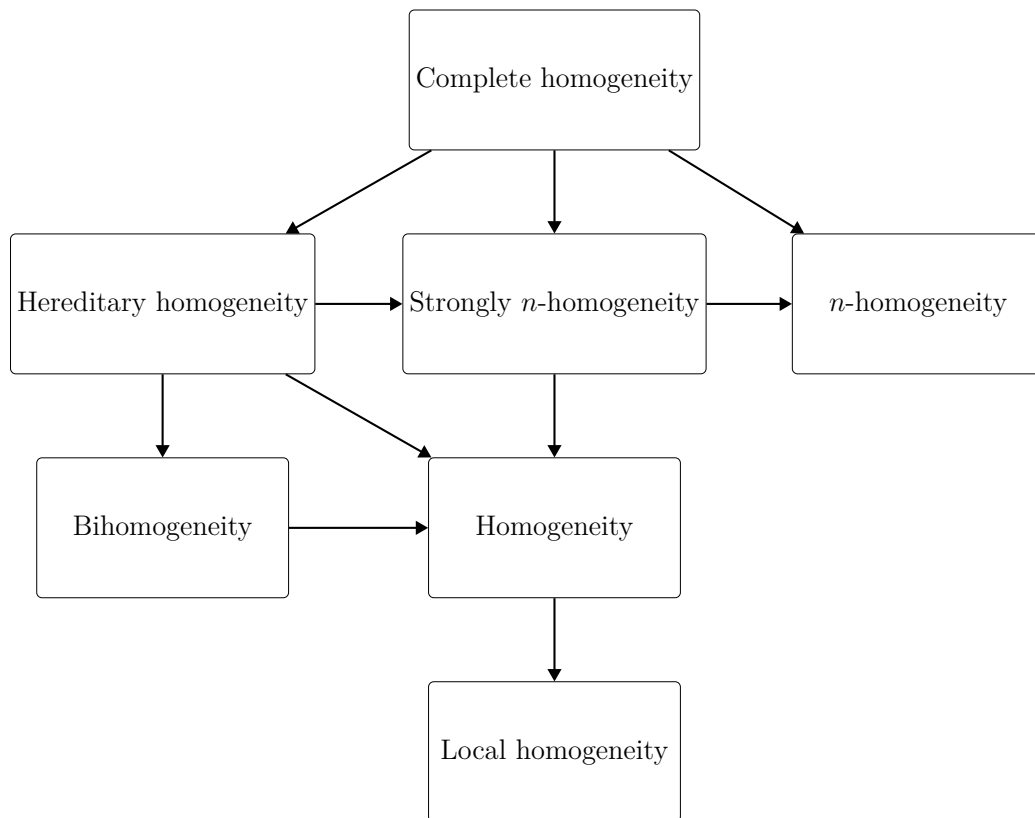 Complete homogeneity
Hereditary homogeneity
Strongly n-homogeneity
n-homogeneity
Bihomogeneity
Homogeneity
Local homogeneity